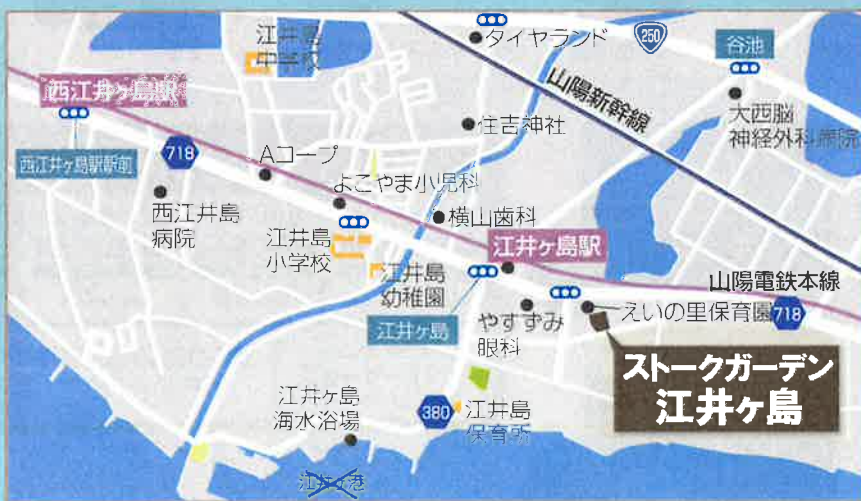 江井島
中学校
ダイヤランド
250
谷池
西江井ヶ島駅
山陽新幹線
大西脳
神経外科病院
住吉神社
西江井ヶ島駅駅前
718
Aコープ
よこやま小児科
西江井島
病院
横山歯科
江井島
小学校
江井ヶ島駅
江井島
幼稚園
山陽電鉄本線
江井ヶ島
やすずみ
眼科
えいの里保育園
718
ストークガーデン
江井ヶ島
江井ヶ島
海水浴場
380
江井島
保育所